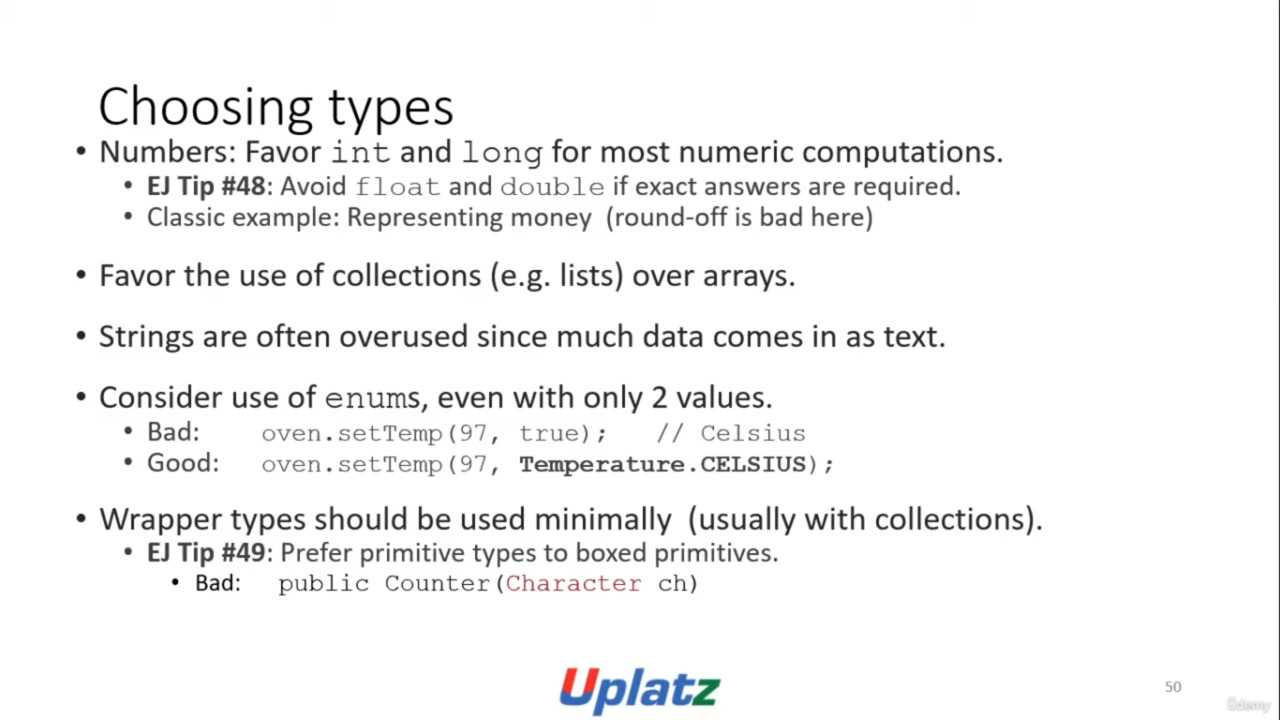 Choosing types
• Numbers: Favor int and long for most numeric computations.
• EJ Tip #48: Avoid float and double if exact answers are required.
• Classic example: Representing money (round-off is bad here)
• Favor the use of collections (e.g. lists) over arrays.
• Strings are often overused since much data comes in as text.
• Consider use of enums, even with only 2 values.
• Bad: oven.setTemp(97, true); // Celsius
• Good: oven.setTemp(97, Temperature.CELSIUS);
• Wrapper types should be used minimally (usually with collections).
• EJ Tip #49: Prefer primitive types to boxed primitives.
• Bad: public Counter(Character ch)
Uplatz
50
ûdemy